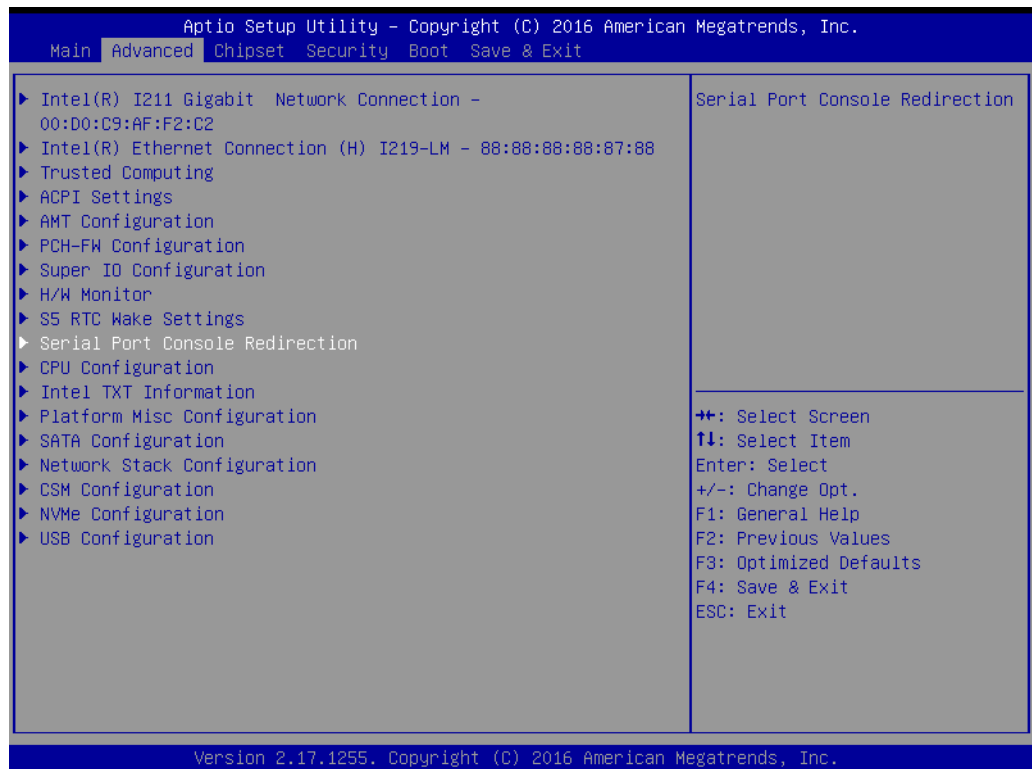 Aptio Setup Utility – Copyright (C) 2016 American Megatrends, Inc.
Main Advanced Chipset Security Boot Save & Exit
▶ Intel(R) I211 Gigabit  Network Connection –
00:D0:C9:AF:F2:C2
▶ Intel(R) Ethernet Connection (H) I219–LM – 88:88:88:88:87:88
▶ Trusted Computing
▶ ACPI Settings
▶ AMT Configuration
▶ PCH–FW Configuration
▶ Super IO Configuration
▶ H/W Monitor
▶ S5 RTC Wake Settings
▶ Serial Port Console Redirection
▶ CPU Configuration
▶ Intel TXT Information
▶ Platform Misc Configuration
▶ SATA Configuration
▶ Network Stack Configuration
▶ CSM Configuration
▶ NVMe Configuration
▶ USB Configuration
Serial Port Console Redirection
→←: Select Screen
↑↓: Select Item
Enter: Select
+/–: Change Opt.
F1: General Help
F2: Previous Values
F3: Optimized Defaults
F4: Save & Exit
ESC: Exit
Version 2.17.1255. Copyright (C) 2016 American Megatrends, Inc.